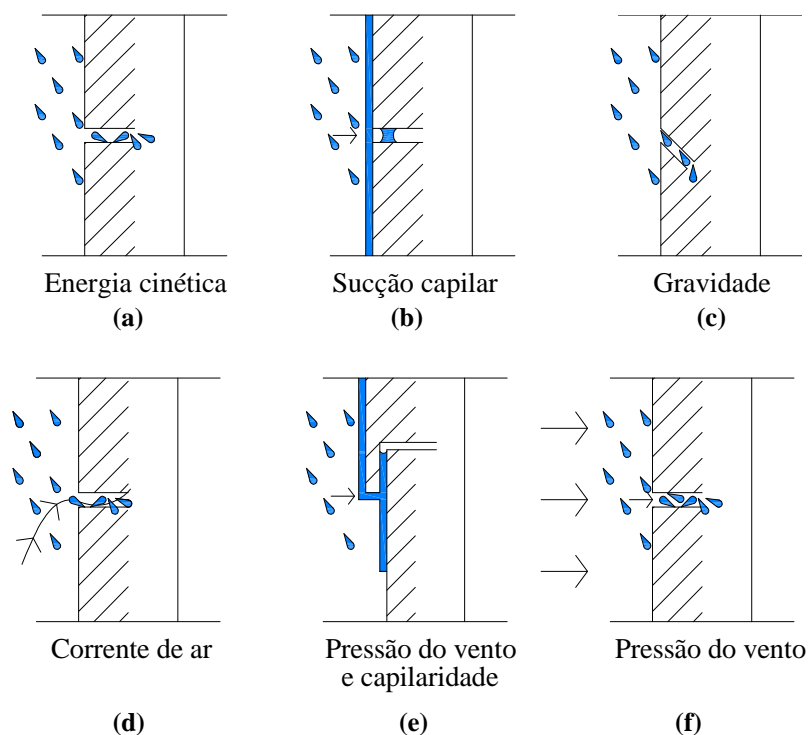 Energia cinética
(a)
Sucção capilar
(b)
Gravidade
(c)
Corrente de ar
(d)
Pressão do vento
e capilaridade
(e)
Pressão do vento
(f)